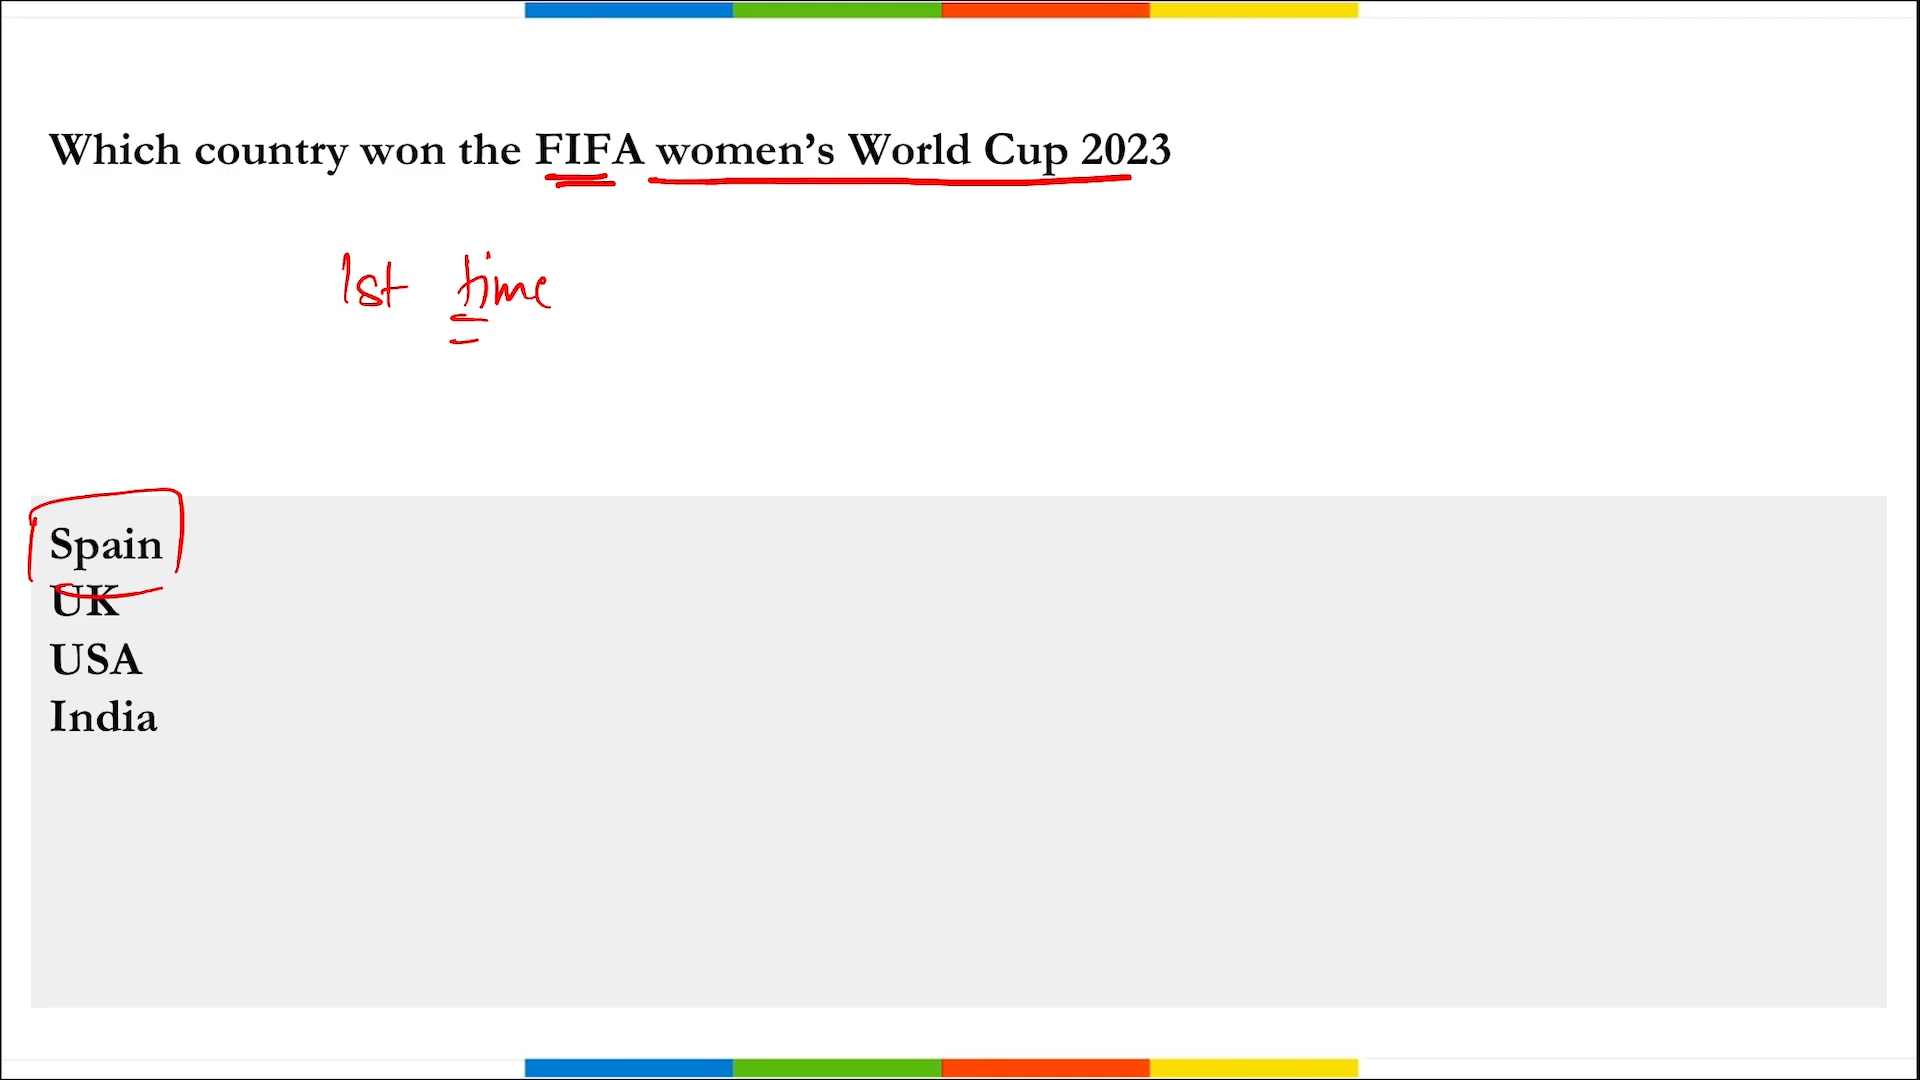 Which country won the FIFA women’s World Cup 2023
1st time
Spain
UK
USA
India